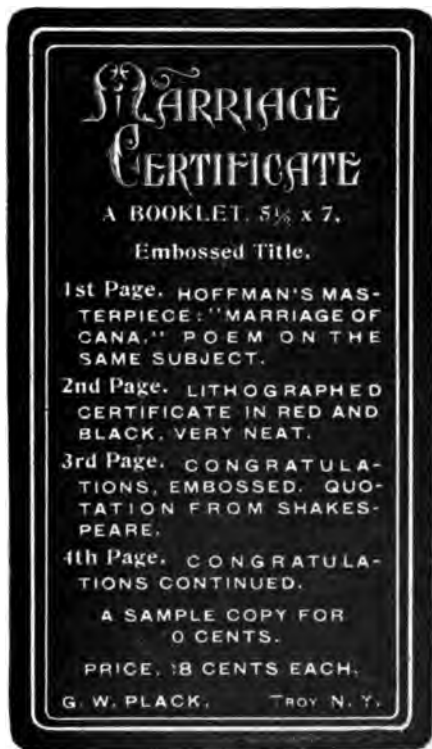 MARRIAGE
CERTIFICATE
A BOOKLET. 5½ x 7.
Embossed Title.
1st Page. HOFFMAN'S MAS-
TERPIECE: "MARRIAGE OF
CANA." POEM ON THE
SAME SUBJECT.
2nd Page. LITHOGRAPHED
CERTIFICATE IN RED AND
BLACK. VERY NEAT.
3rd Page. CONGRATULA-
TIONS, EMBOSSED. QUO-
TATION FROM SHAKES-
PEARE.
4th Page. CONGRATULA-
TIONS CONTINUED.
A SAMPLE COPY FOR
0 CENTS.
PRICE, 18 CENTS EACH.
G. W. PLACK. TROY N. Y.